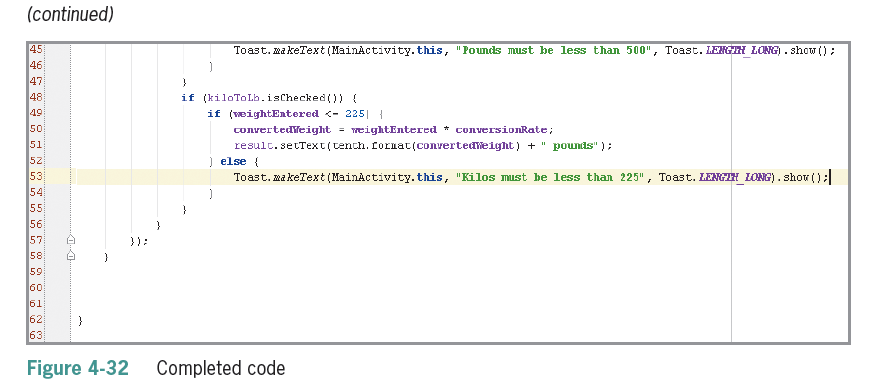 (continued)
45 Toast.makeText(MainActivity.this, "Pounds must be less than 500", Toast.LENGTH_LONG).show();
46 }
47 }
48 if (kiloToLb.isChecked()) {
49 if (weightEntered <= 225) {
50 convertedWeight = weightEntered * conversionRate;
51 result.setText(tenth.format(convertedWeight) + " pounds");
52 } else {
53 Toast.makeText(MainActivity.this, "Kilos must be less than 225", Toast.LENGTH_LONG).show();
54 }
55 }
56 }
57 });
58 }
59
60
61
62 }
63
Figure 4-32 Completed code